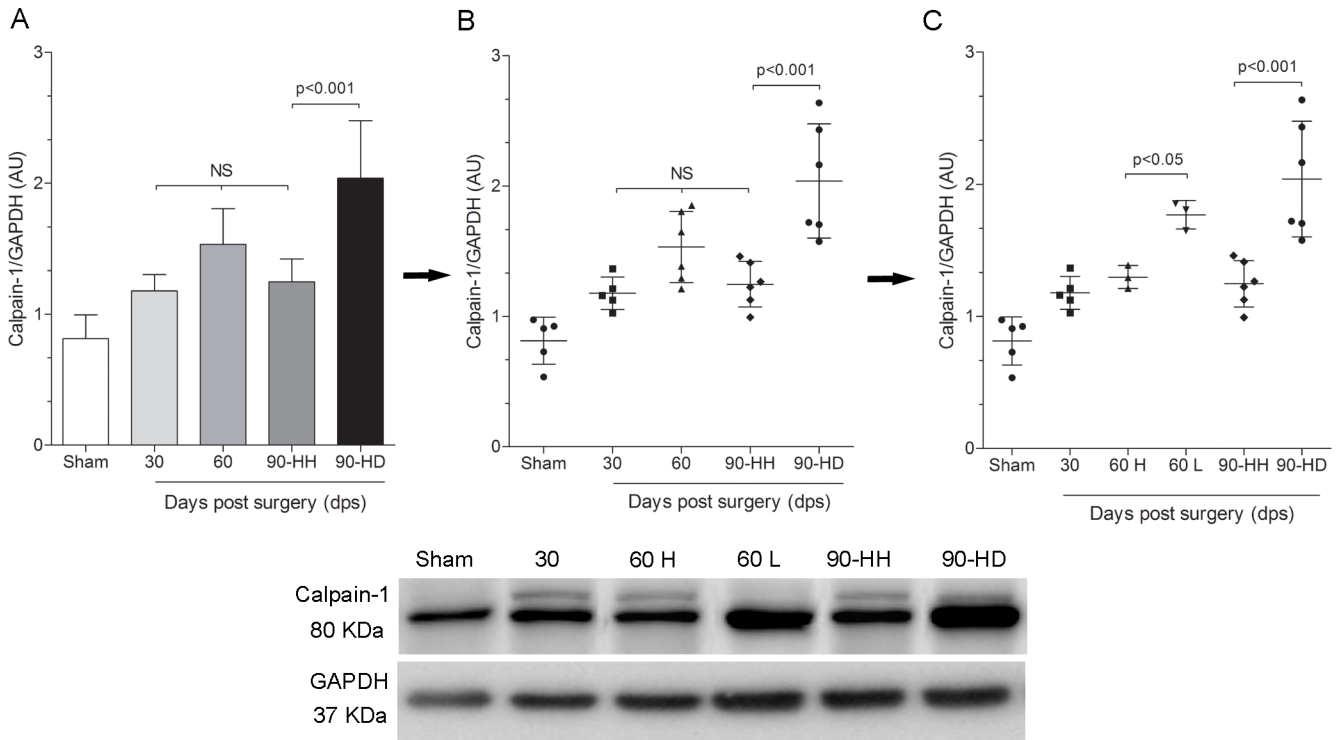 A
3
2
1
0
Calpain-1/GAPDH (AU)
NS
p<0.001
Sham 30 60 90-HH 90-HD
Days post surgery (dps)
B
3
2
1
0
Calpain-1/GAPDH (AU)
NS
p<0.001
Sham 30 60 90-HH 90-HD
Days post surgery (dps)
C
3
2
1
0
Calpain-1/GAPDH (AU)
p<0.05
p<0.001
Sham 30 60 H 60 L 90-HH 90-HD
Days post surgery (dps)
Sham 30 60 H 60 L 90-HH 90-HD
Calpain-1
80 KDa
GAPDH
37 KDa